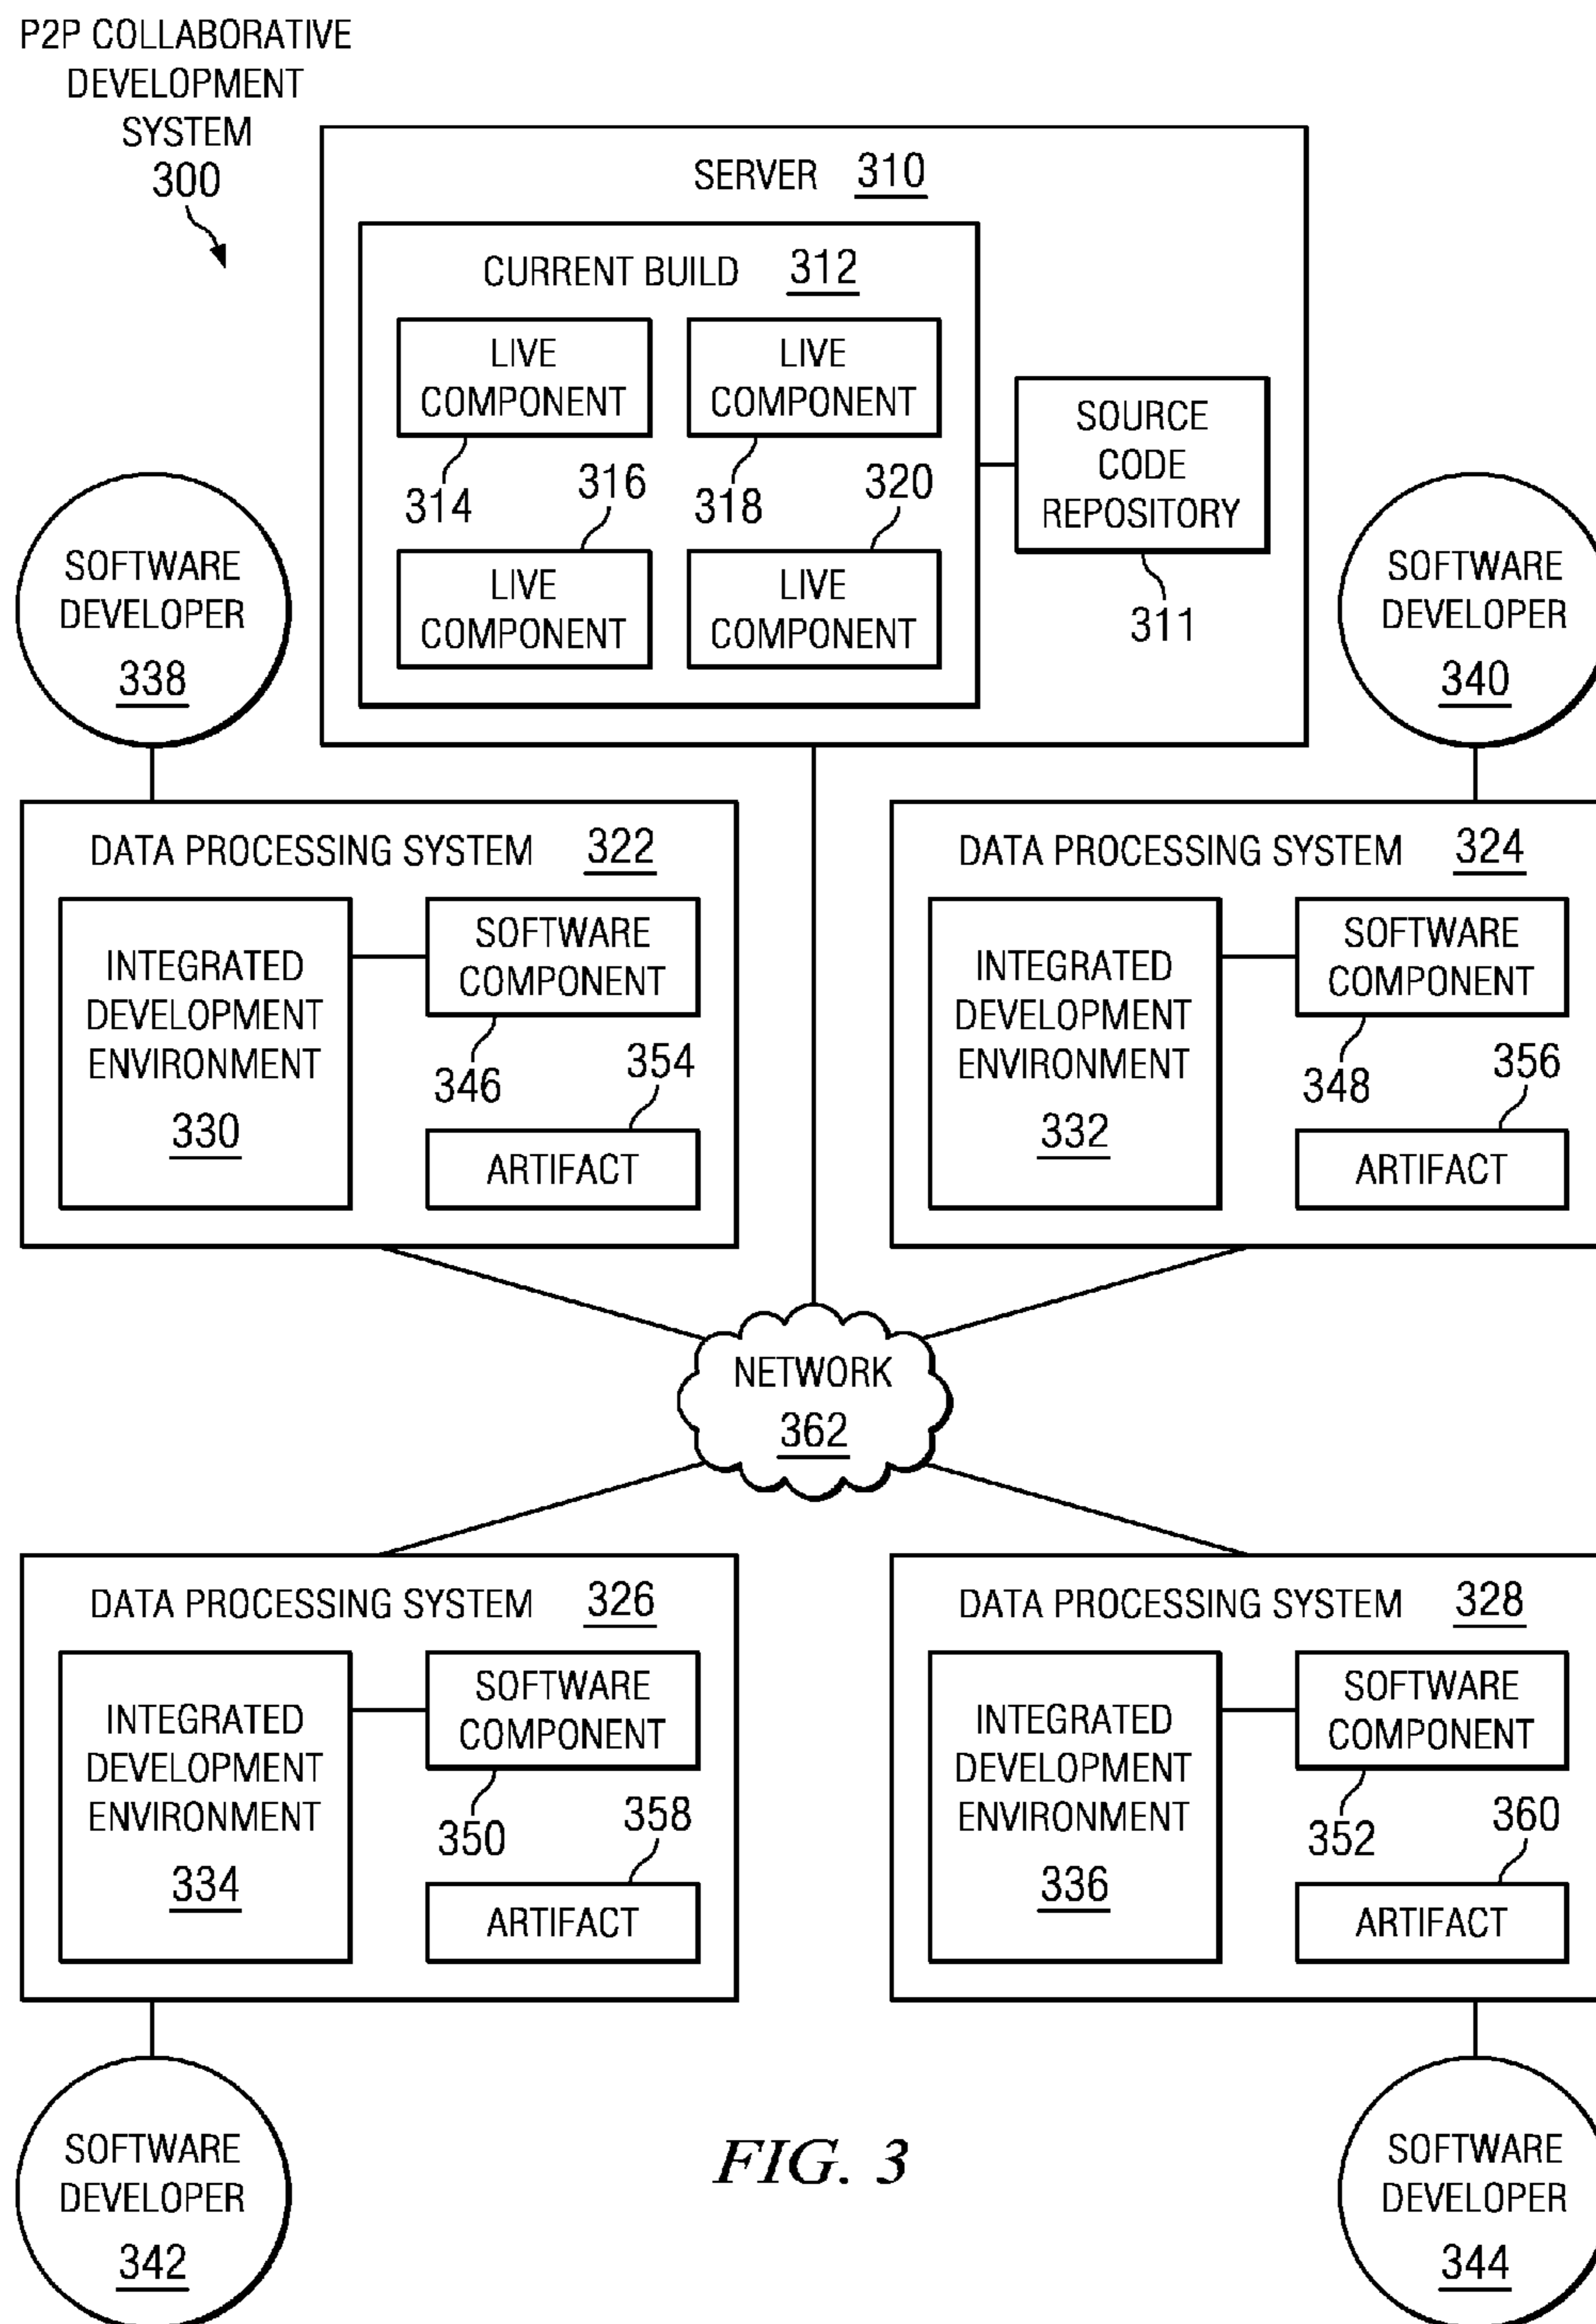 P2P COLLABORATIVE
DEVELOPMENT
SYSTEM
300
SERVER 310
CURRENT BUILD 312
LIVE
COMPONENT
314
LIVE
COMPONENT
318
316
LIVE
COMPONENT
320
LIVE
COMPONENT
SOURCE
CODE
REPOSITORY
311
SOFTWARE
DEVELOPER
338
SOFTWARE
DEVELOPER
340
DATA PROCESSING SYSTEM 322
INTEGRATED
DEVELOPMENT
ENVIRONMENT
330
SOFTWARE
COMPONENT
346
354
ARTIFACT
DATA PROCESSING SYSTEM 324
INTEGRATED
DEVELOPMENT
ENVIRONMENT
332
SOFTWARE
COMPONENT
348
356
ARTIFACT
NETWORK
362
DATA PROCESSING SYSTEM 326
INTEGRATED
DEVELOPMENT
ENVIRONMENT
334
SOFTWARE
COMPONENT
350
358
ARTIFACT
DATA PROCESSING SYSTEM 328
INTEGRATED
DEVELOPMENT
ENVIRONMENT
336
SOFTWARE
COMPONENT
352
360
ARTIFACT
SOFTWARE
DEVELOPER
342
FIG. 3
SOFTWARE
DEVELOPER
344